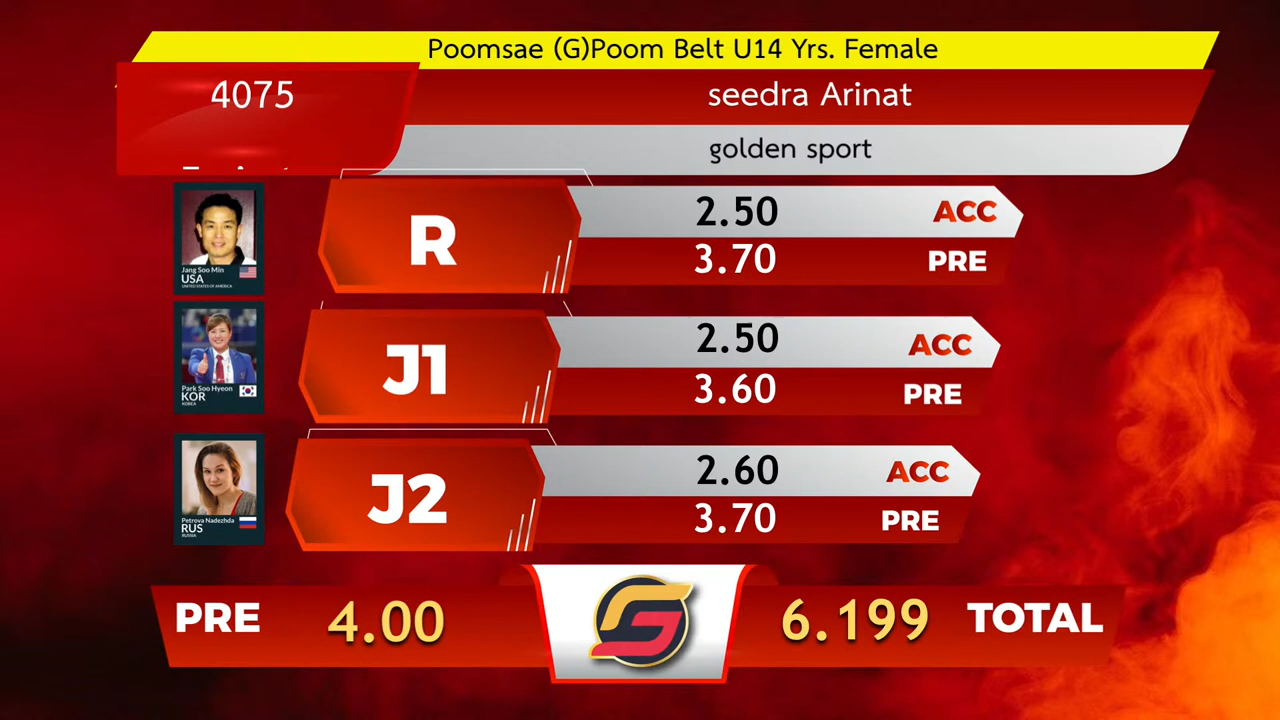 Poomsae (G)Poom Belt U14 Yrs. Female
4075
seedra Arinat
golden sport
Jang Soo Min
USA
UNITED STATES OF AMERICA
R
2.50 ACC
3.70 PRE
Park Soo Hyeon
KOR
KOREA
J1
2.50 ACC
3.60 PRE
Petrova Nadezhda
RUS
RUSSIA
J2
2.60 ACC
3.70 PRE
PRE 4.00
G
6.199 TOTAL